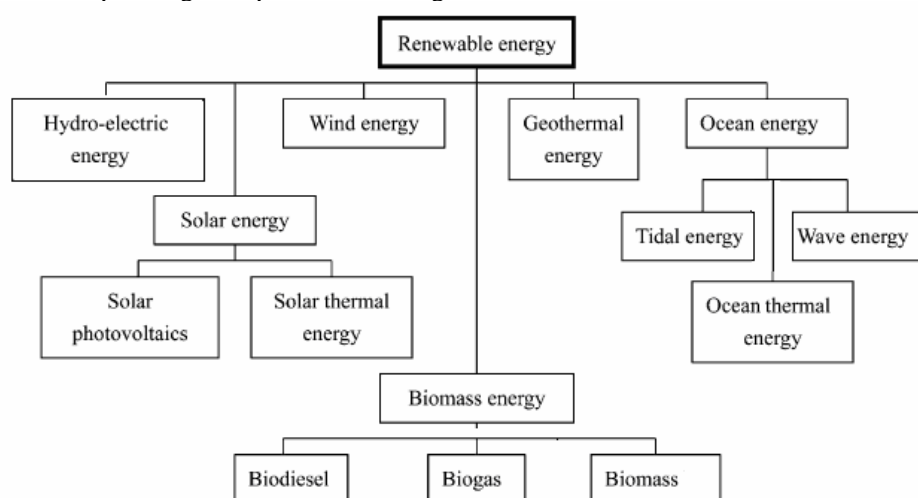 Renewable energy
Hydro-electric
energy
Wind energy
Geothermal
energy
Ocean energy
Solar energy
Tidal energy
Wave energy
Solar
photovoltaics
Solar thermal
energy
Ocean thermal
energy
Biomass energy
Biodiesel
Biogas
Biomass